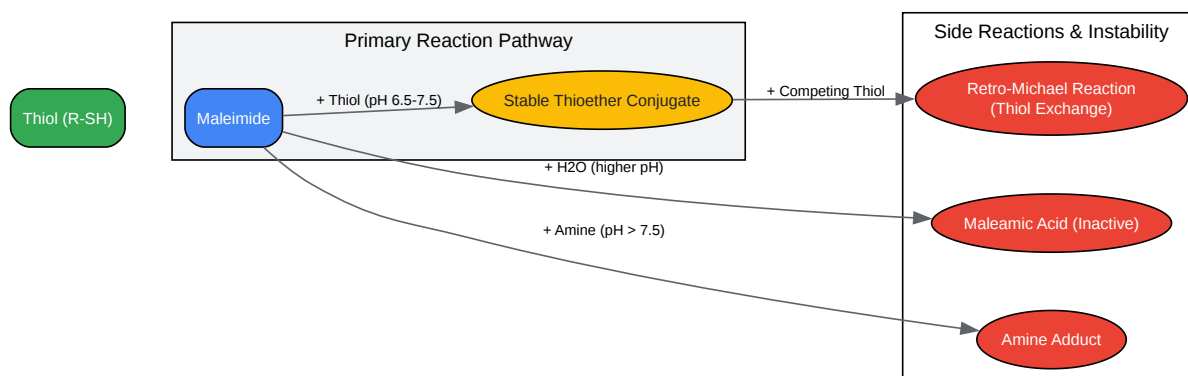 Primary Reaction Pathway
Side Reactions & Instability
Thiol (R-SH)
Maleimide
+ Thiol (pH 6.5-7.5)
Stable Thioether Conjugate
+ Competing Thiol
Retro-Michael Reaction
(Thiol Exchange)
+ H2O (higher pH)
Maleamic Acid (Inactive)
+ Amine (pH > 7.5)
Amine Adduct